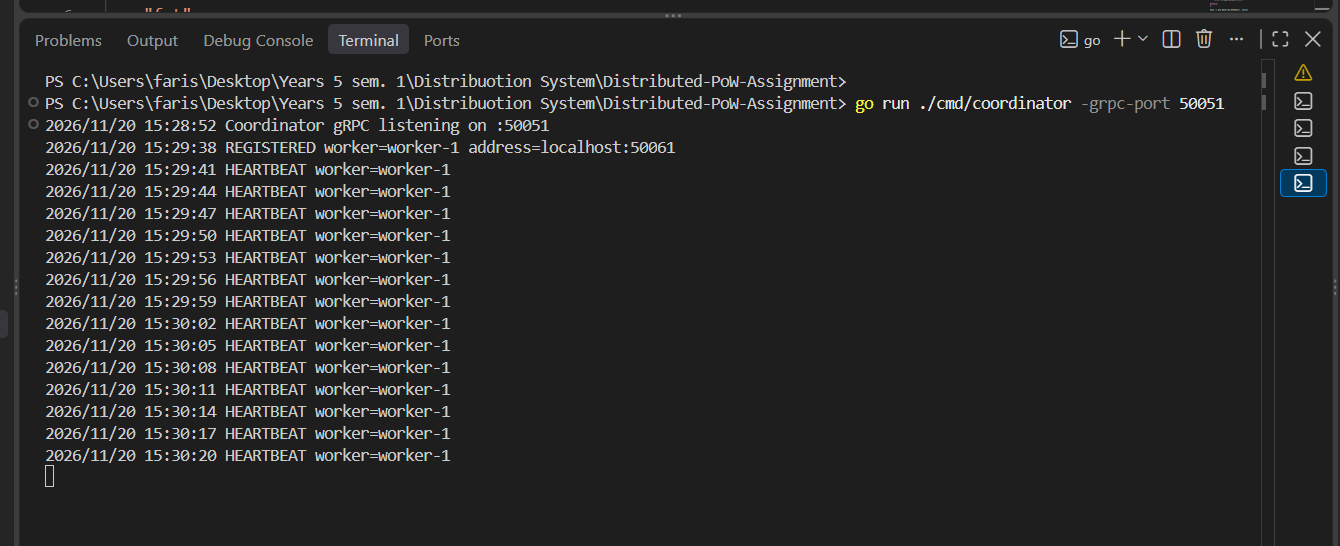 Problems Output Debug Console Terminal Ports go
PS C:\Users\faris\Desktop\Years 5 sem. 1\Distribuotion System\Distributed-PoW-Assignment>
PS C:\Users\faris\Desktop\Years 5 sem. 1\Distribuotion System\Distributed-PoW-Assignment> go run ./cmd/coordinator -grpc-port 50051
2026/11/20 15:28:52 Coordinator gRPC listening on :50051
2026/11/20 15:29:38 REGISTERED worker=worker-1 address=localhost:50061
2026/11/20 15:29:41 HEARTBEAT worker=worker-1
2026/11/20 15:29:44 HEARTBEAT worker=worker-1
2026/11/20 15:29:47 HEARTBEAT worker=worker-1
2026/11/20 15:29:50 HEARTBEAT worker=worker-1
2026/11/20 15:29:53 HEARTBEAT worker=worker-1
2026/11/20 15:29:56 HEARTBEAT worker=worker-1
2026/11/20 15:29:59 HEARTBEAT worker=worker-1
2026/11/20 15:30:02 HEARTBEAT worker=worker-1
2026/11/20 15:30:05 HEARTBEAT worker=worker-1
2026/11/20 15:30:08 HEARTBEAT worker=worker-1
2026/11/20 15:30:11 HEARTBEAT worker=worker-1
2026/11/20 15:30:14 HEARTBEAT worker=worker-1
2026/11/20 15:30:17 HEARTBEAT worker=worker-1
2026/11/20 15:30:20 HEARTBEAT worker=worker-1